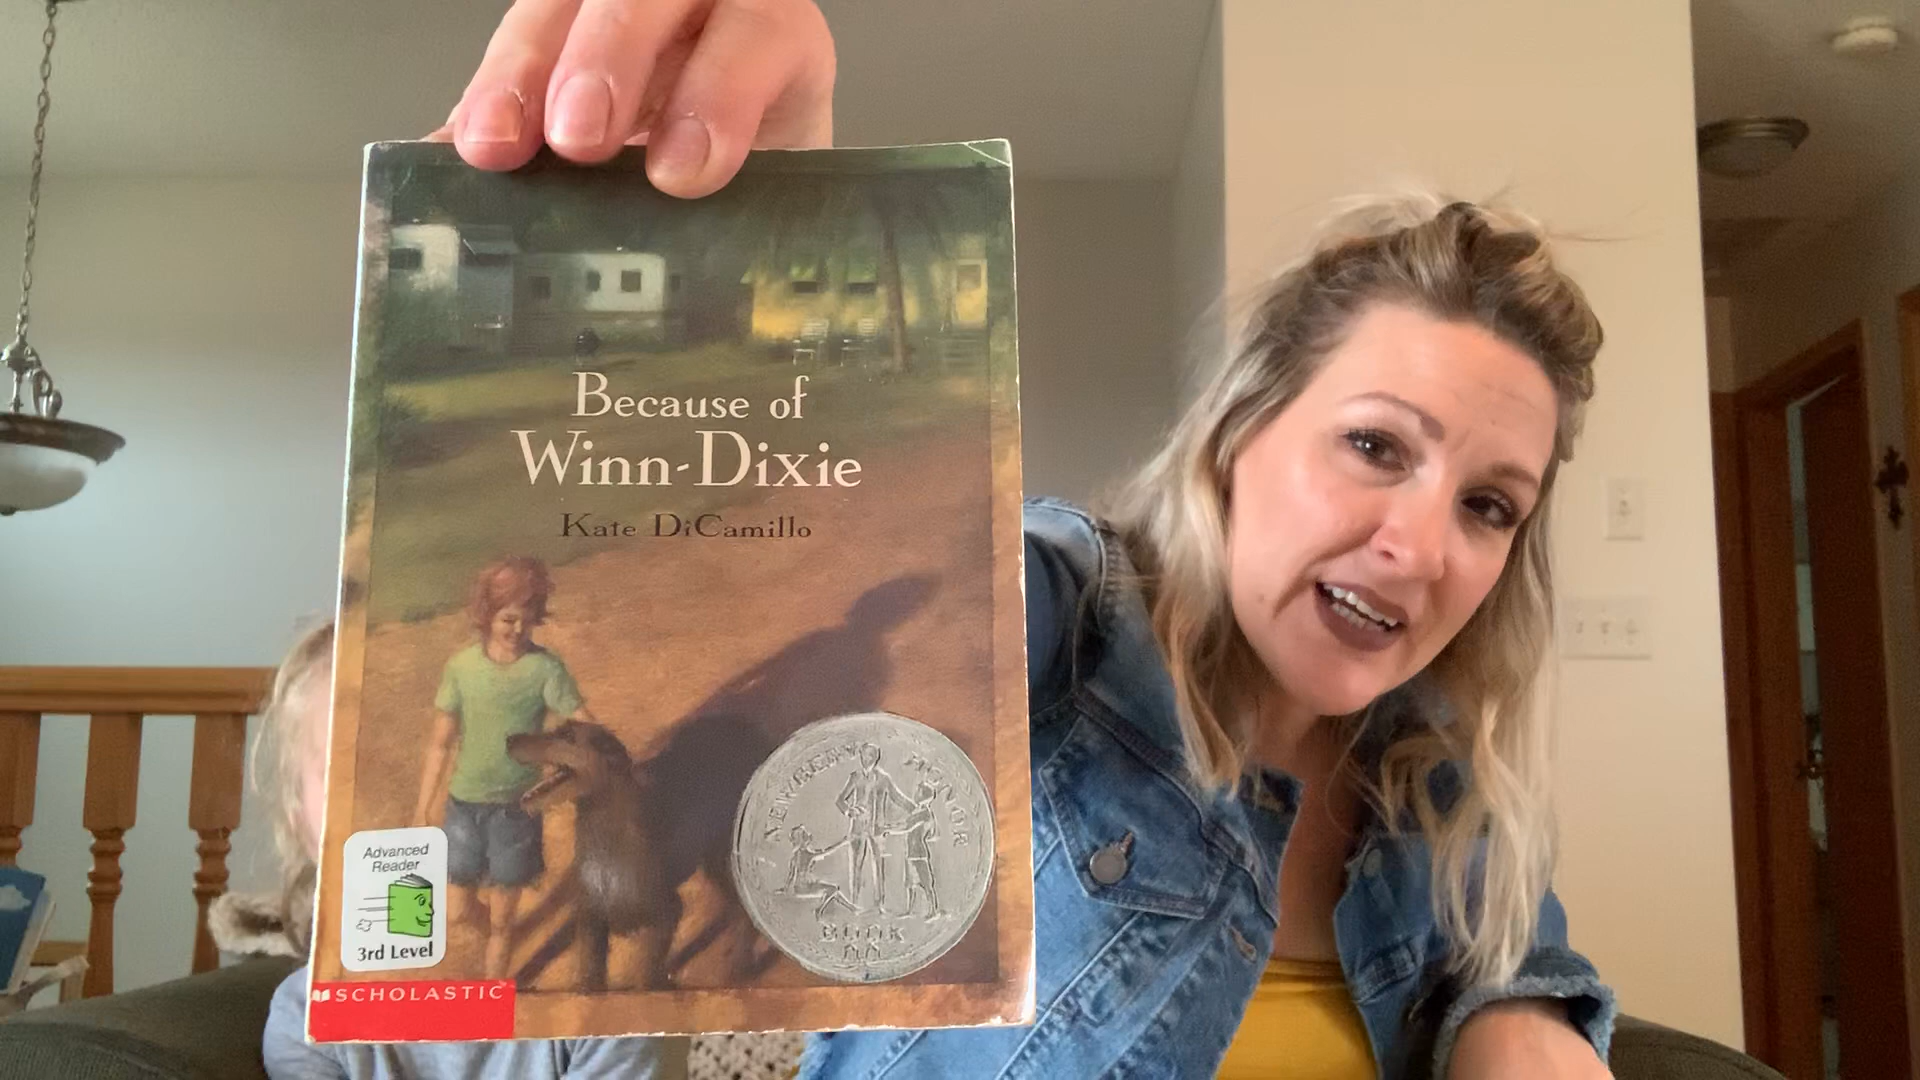 Because of
Winn-Dixie
Kate DiCamillo
NEWBERY HONOR
BOOK
Advanced
Reader
3rd Level
SCHOLASTIC